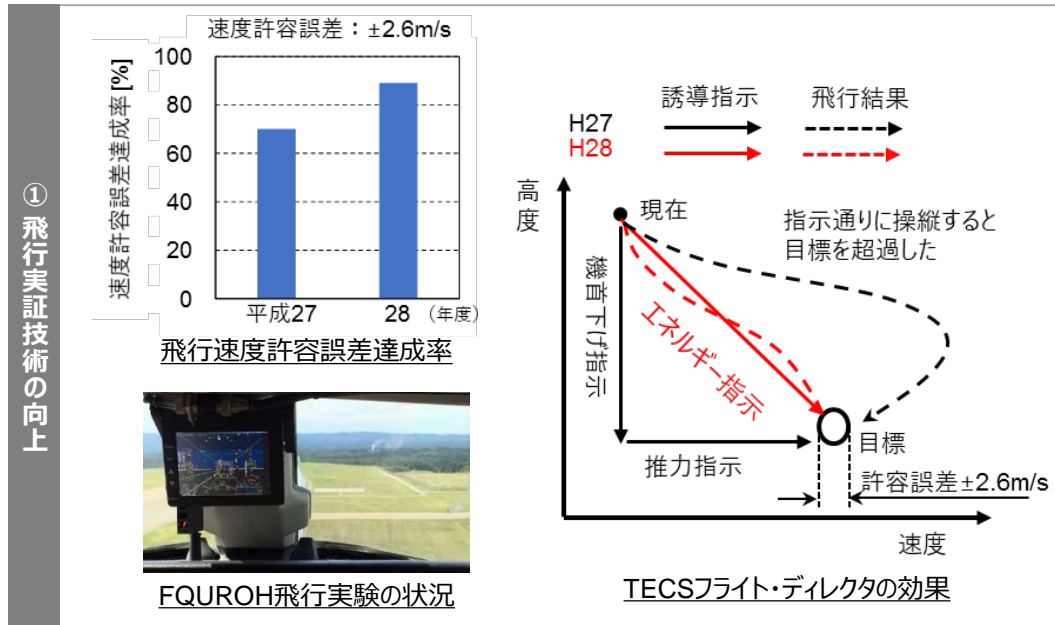 ① 飛行実証技術の向上
速度許容誤差：±2.6m/s
速度許容誤差達成率 [%]
100
80
60
40
20
0
平成27
28
（年度）
飛行速度許容誤差達成率
FQUROH飛行実験の状況
誘導指示
飛行結果
H27
H28
高度
現在
指示通りに操縦すると
目標を超過した
機首下げ指示
エネルギー指示
目標
推力指示
許容誤差±2.6m/s
速度
TECSフライト・ディレクタの効果